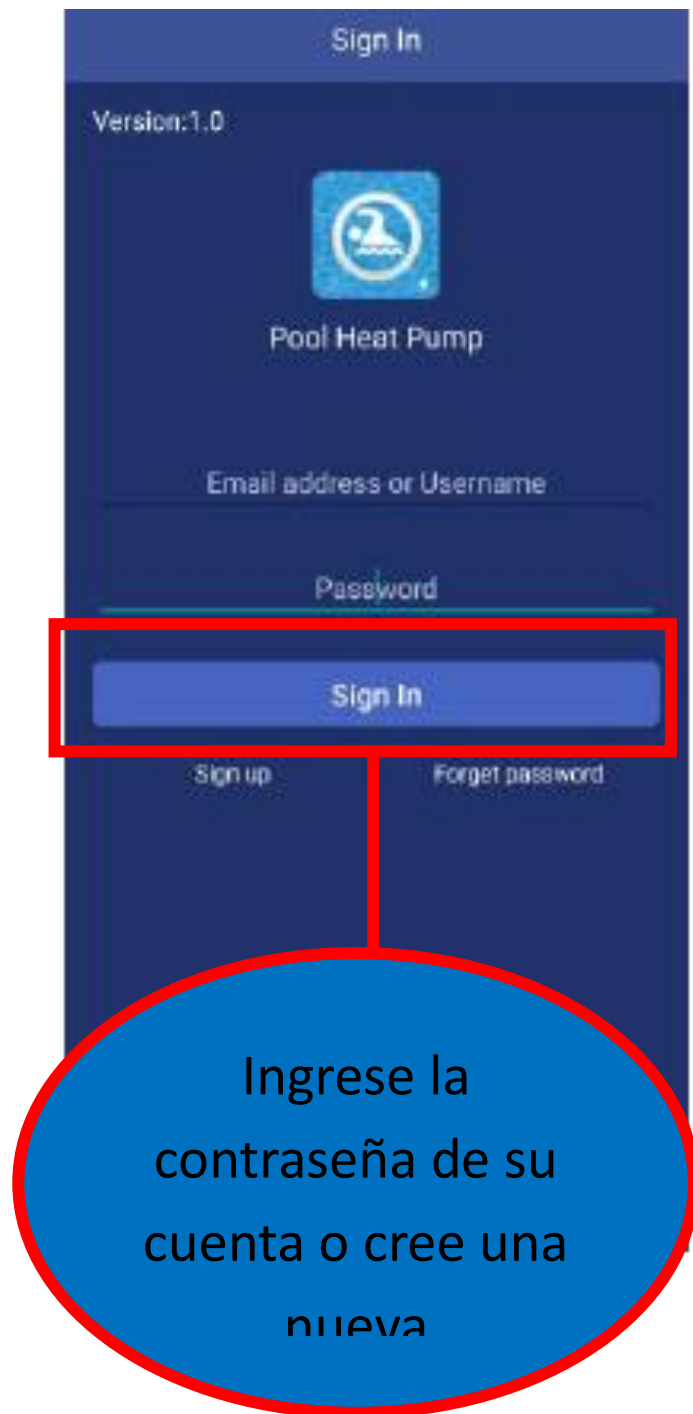 Sign In
Version:1.0
Pool Heat Pump
Email address or Username
Password
Sign In
Sign up Forget password
Ingrese la
contraseña de su
cuenta o cree una
nueva